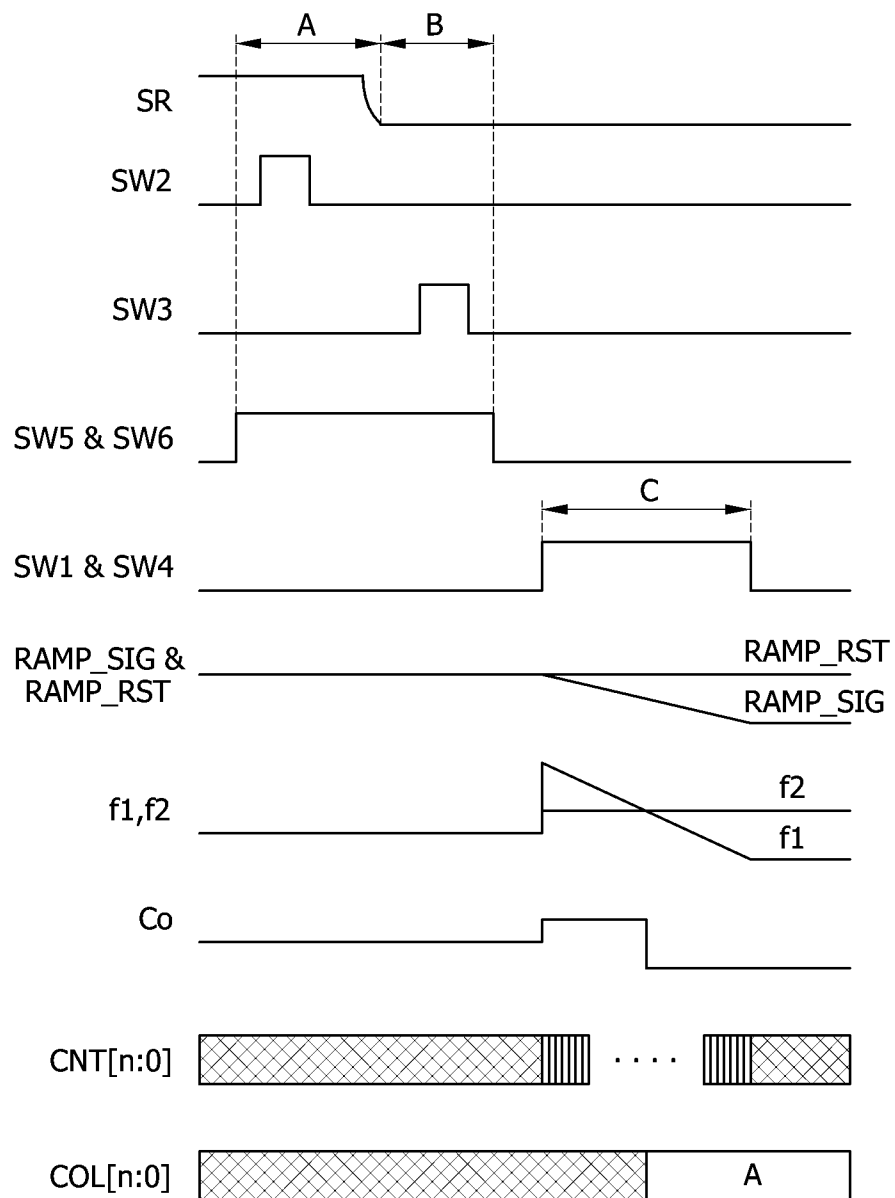 A
B
SR
SW2
SW3
SW5 & SW6
C
SW1 & SW4
RAMP_SIG &
RAMP_RST
RAMP_RST
RAMP_SIG
f1,f2
f2
f1
Co
CNT[n:0]
. . . .
COL[n:0]
A